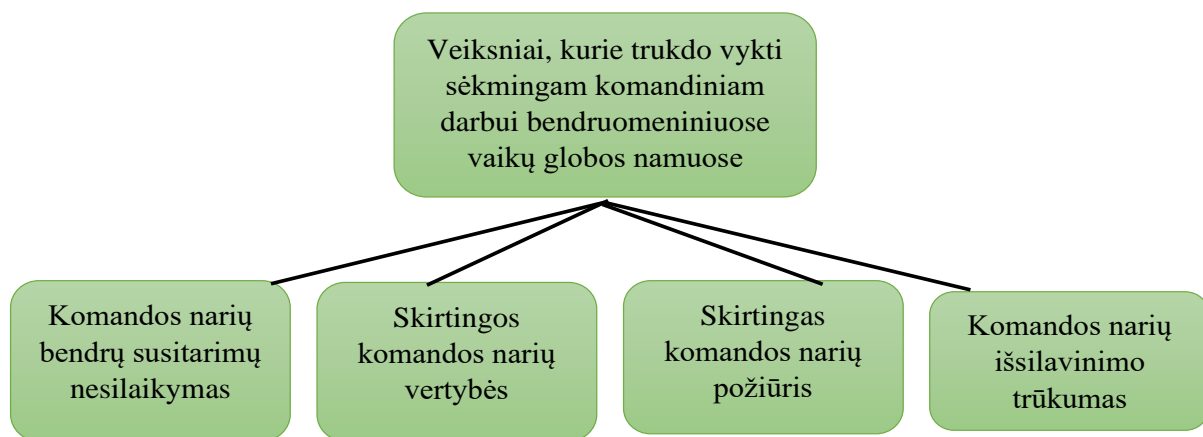 Veiksniai, kurie trukdo vykti
sėkmingam komandiniam
darbui bendruomeniniuose
vaikų globos namuose
Komandos narių
bendrų susitarimų
nesilaikymas
Skirtingos
komandos narių
vertybės
Skirtingas
komandos narių
požiūris
Komandos narių
išsilavinimo
trūkumas